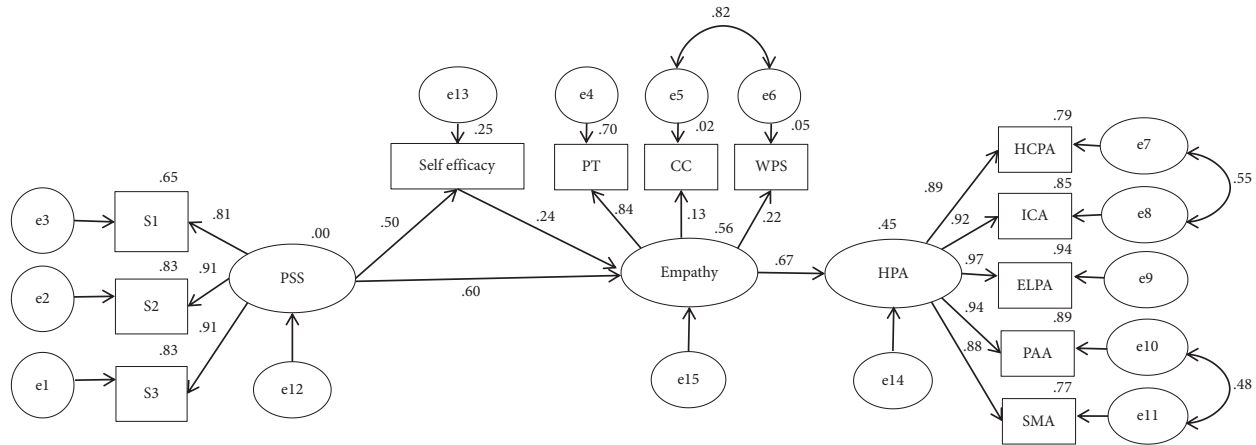 .82
e13
e4
e5
e6
.25
.70
.02
.05
Self efficacy
PT
CC
WPS
.79
HCPA
e7
.55
.85
ICA
e8
.94
ELPA
e9
.89
PAA
e10
.48
.77
SMA
e11
.89
.92
.97
.94
.88
.65
e3
S1
.81
.83
e2
S2
.91
.83
e1
S3
.91
.00
PSS
e12
.50
.24
.60
.84
.13
.22
.56
Empathy
e15
.67
.45
HPA
e14